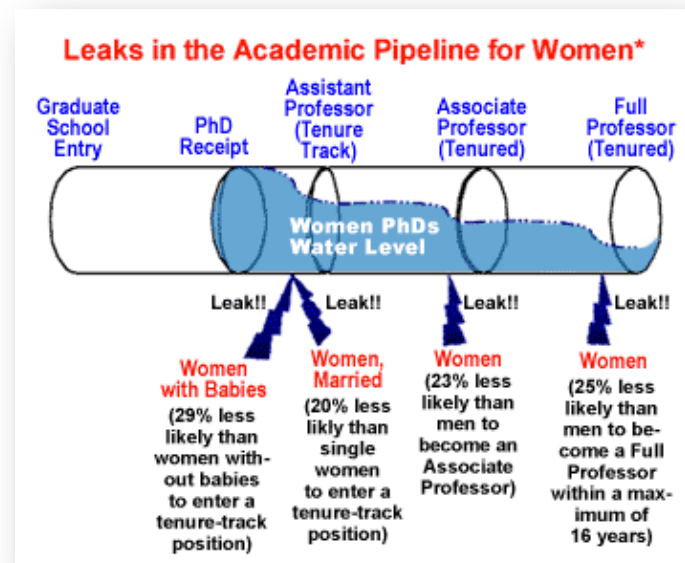 Leaks in the Academic Pipeline for Women*
Graduate
School
Entry
PhD
Receipt
Assistant
Professor
(Tenure
Track)
Associate
Professor
(Tenured)
Full
Professor
(Tenured)
Women PhDs
Water Level
Leak!!
Leak!!
Leak!!
Leak!!
Women
with Babies
(29% less
likely than
women with-
out babies
to enter a
tenure-track
position)
Women,
Married
(20% less
likly than
single
women
to enter a
tenure-track
position)
Women
(23% less
likely than
men to
become an
Associate
Professor)
Women
(25% less
likely than
men to be-
come a Full
Professor
within a max-
imum of
16 years)